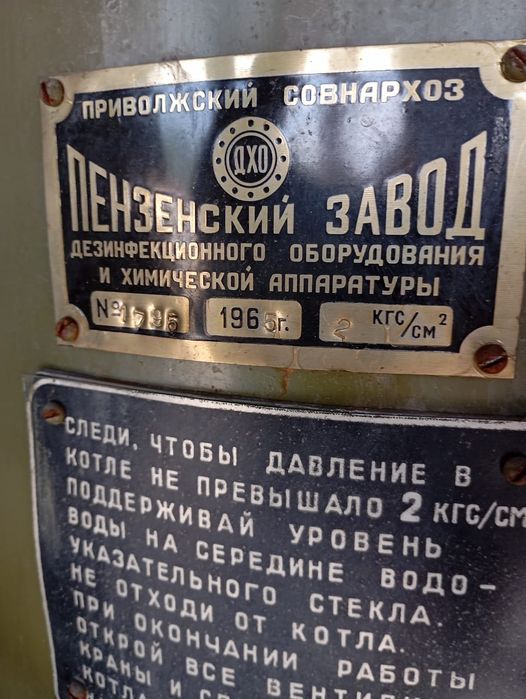 ПРИВОЛЖСКИЙ СОВНАРХОЗ
ДХО
ПЕНЗЕНСКИЙ ЗАВОД
ДЕЗИНФЕКЦИОННОГО ОБОРУДОВАНИЯ
И ХИМИЧЕСКОЙ АППАРАТУРЫ
№1795 1965г. 2 КГС/СМ²
СЛЕДИ, ЧТОБЫ ДАВЛЕНИЕ В
КОТЛЕ НЕ ПРЕВЫШАЛО 2 КГС/СМ
ПОДДЕРЖИВАЙ УРОВЕНЬ
ВОДЫ НА СЕРЕДИНЕ ВОДО-
УКАЗАТЕЛЬНОГО СТЕКЛА.
НЕ ОТХОДИ ОТ КОТЛА.
ПРИ ОКОНЧАНИИ РАБОТЫ
ОТКРОЙ ВСЕ
КРАНЫ И